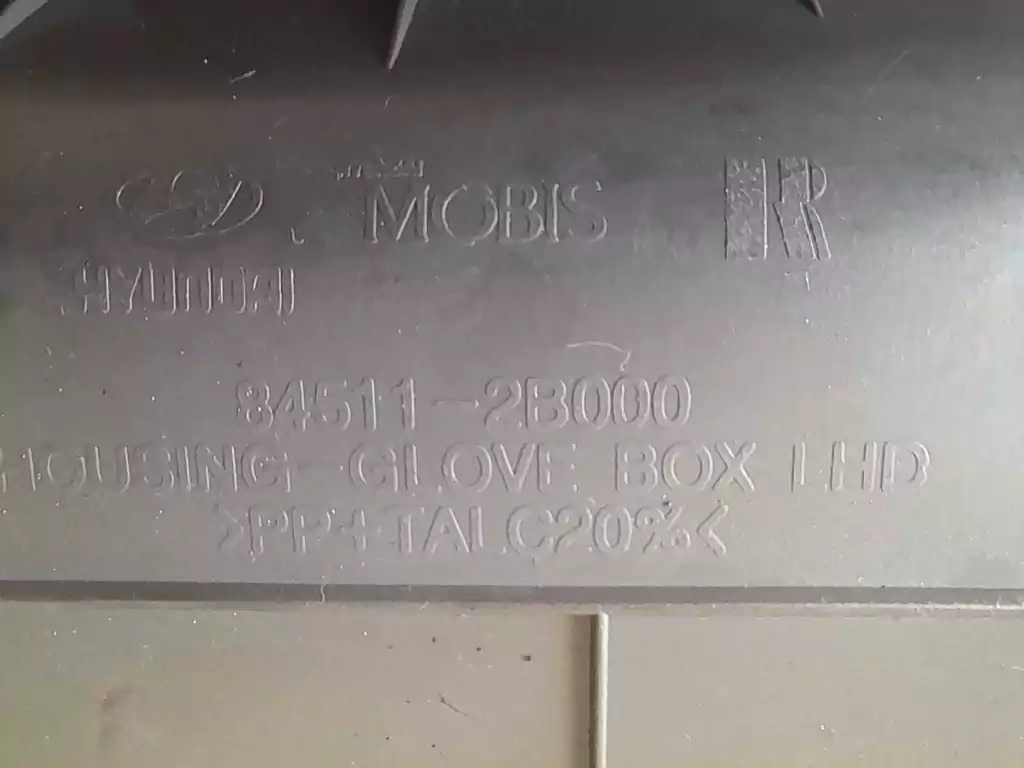 MOBIS
HYUNDAI
84511-2B000
HOUSING-GLOVE BOX LHD
>PP+TALC20%<